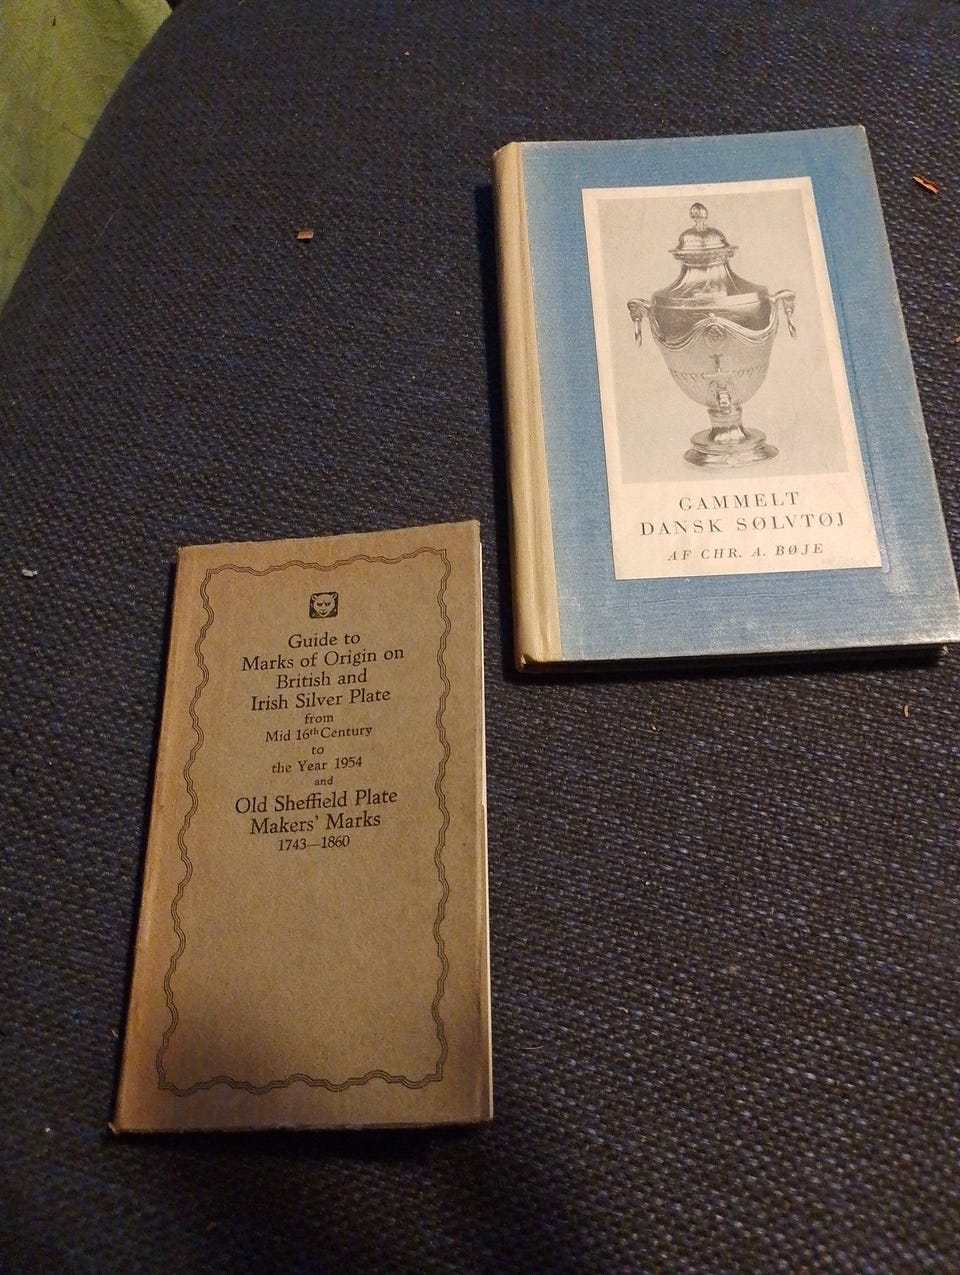 GAMMELT
DANSK SØLVTØJ
AF CHR. A. BØJE
Guide to
Marks of Origin on
British and
Irish Silver Plate
from
Mid 16th Century
to
the Year 1954
and
Old Sheffield Plate
Makers' Marks
1743—1860